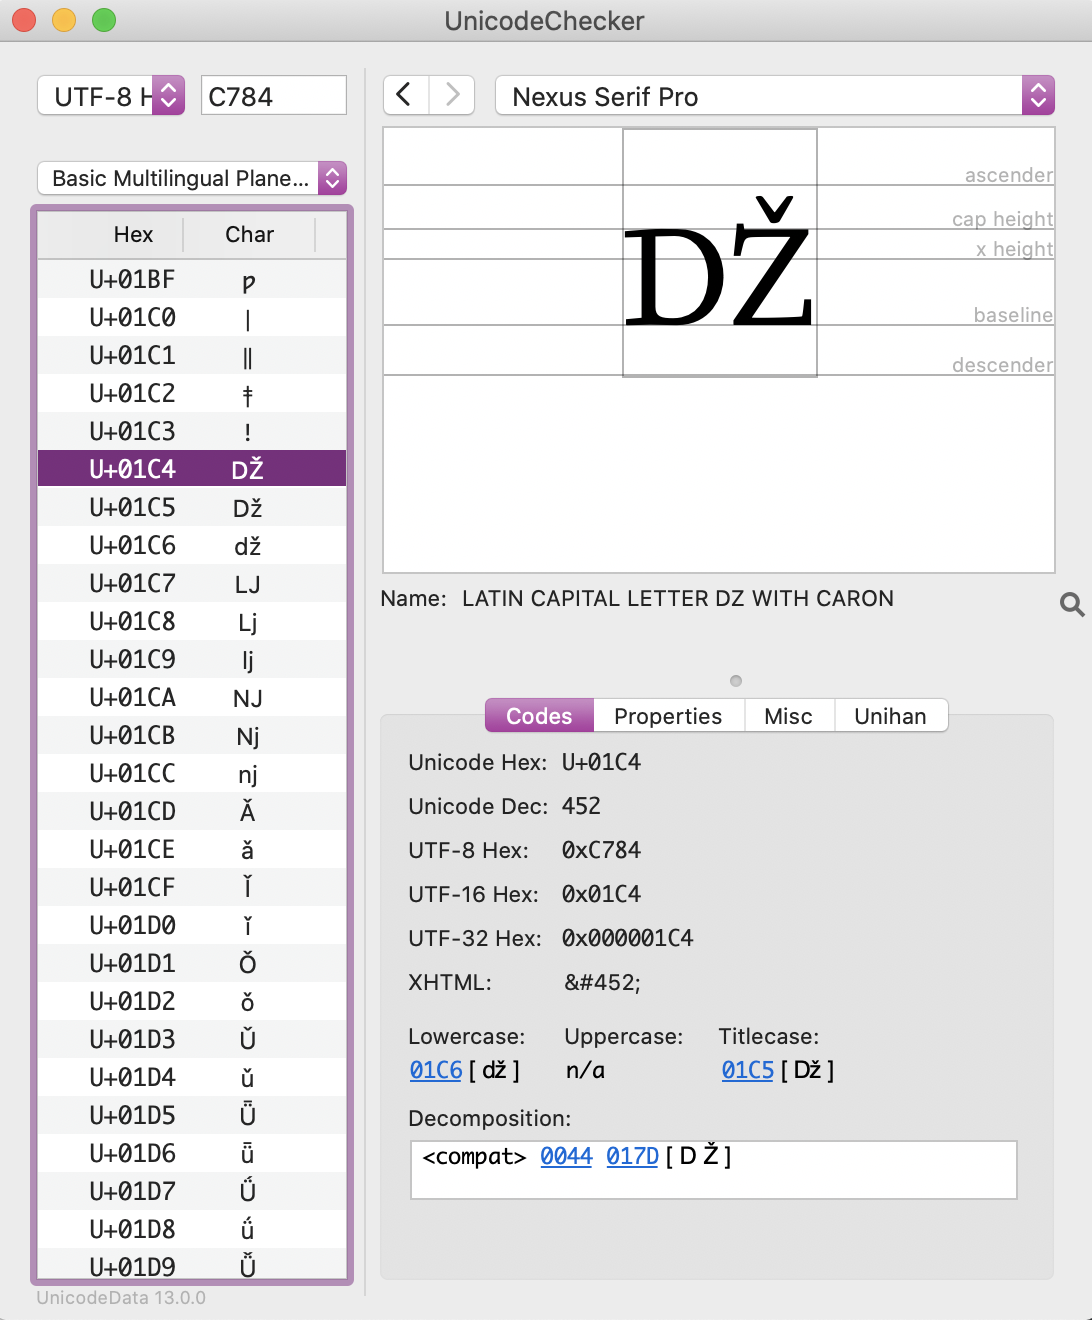 UnicodeChecker
UTF-8 H C784
Nexus Serif Pro
Basic Multilingual Plane...
Hex Char
U+01BF ƿ
U+01C0 ǀ
U+01C1 ǁ
U+01C2 ǂ
U+01C3 ǃ
U+01C4 DŽ
U+01C5 Dž
U+01C6 dž
U+01C7 LJ
U+01C8 Lj
U+01C9 lj
U+01CA NJ
U+01CB Nj
U+01CC nj
U+01CD Ǎ
U+01CE ǎ
U+01CF Ǐ
U+01D0 ǐ
U+01D1 Ǒ
U+01D2 ǒ
U+01D3 Ǔ
U+01D4 ǔ
U+01D5 Ǖ
U+01D6 ǖ
U+01D7 Ǘ
U+01D8 ǘ
U+01D9 Ǚ
UnicodeData 13.0.0
ascender
cap height
x height
DŽ
baseline
descender
Name: LATIN CAPITAL LETTER DZ WITH CARON
Codes Properties Misc Unihan
Unicode Hex: U+01C4
Unicode Dec: 452
UTF-8 Hex: 0xC784
UTF-16 Hex: 0x01C4
UTF-32 Hex: 0x000001C4
XHTML: &#452;
Lowercase: Uppercase: Titlecase:
01C6 [ dž ] n/a 01C5 [ Dž ]
Decomposition:
<compat> 0044 017D [ D Ž ]